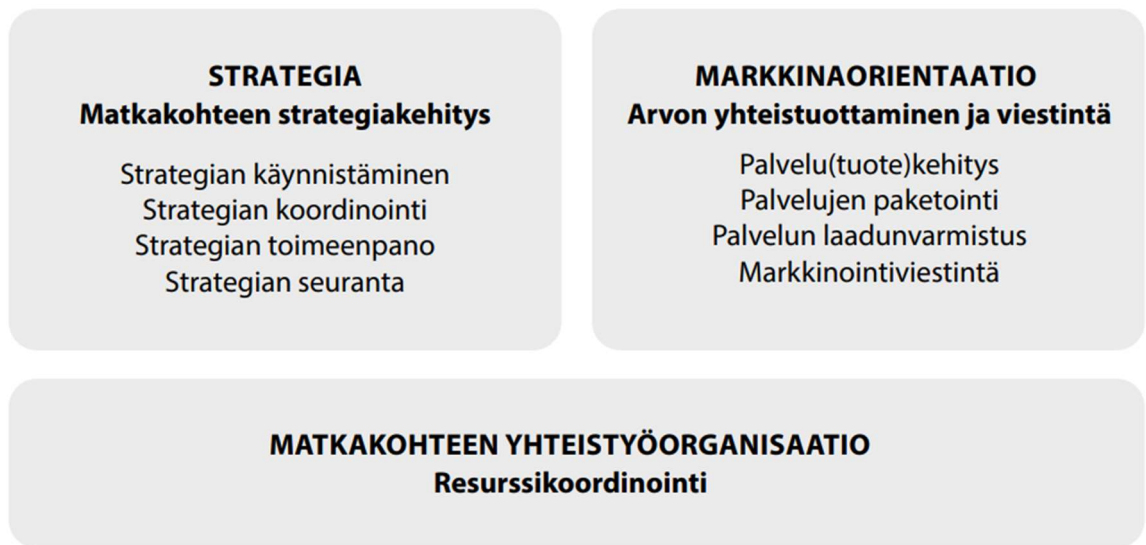 STRATEGIA
Matkakohteen strategiakehitys
Strategian käynnistäminen
Strategian koordinointi
Strategian toimeenpano
Strategian seuranta
MARKKINAORIENTAATIO
Arvon yhteistuottaminen ja viestintä
Palvelu(tuote)kehitys
Palvelujen paketointi
Palvelun laadunvarmistus
Markkinointiviestintä
MATKAKOHTEEN YHTEISTYÖORGANISAATIO
Resurssikoordinointi